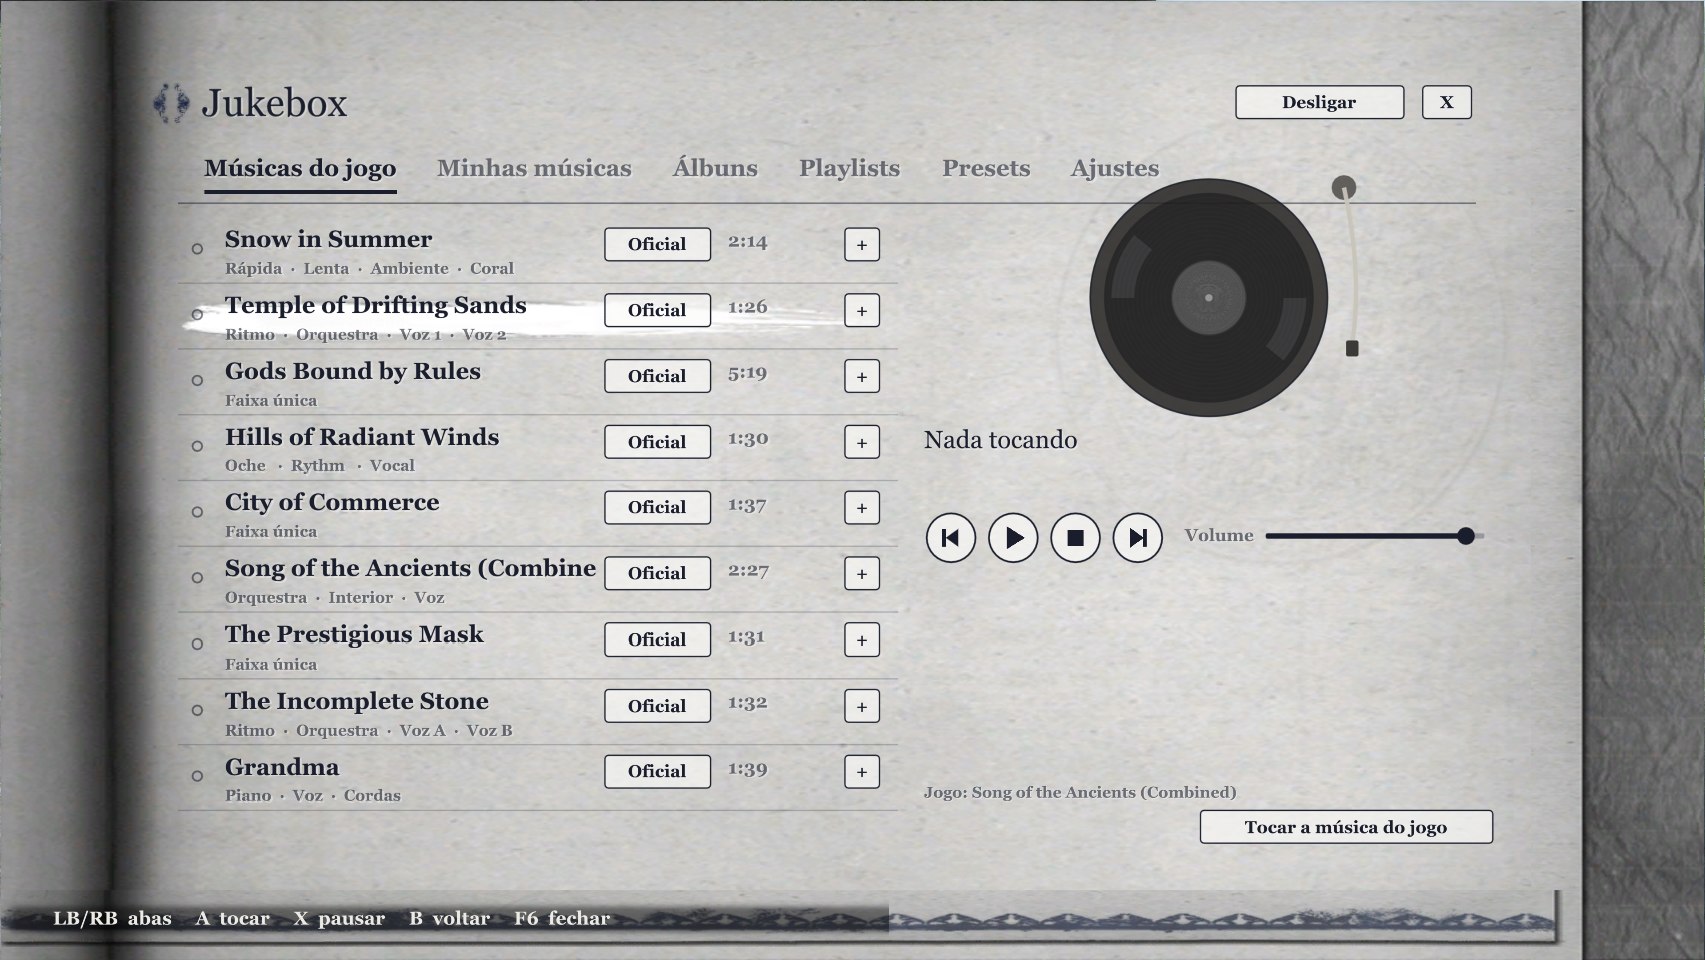 Jukebox
Desligar X
Músicas do jogo Minhas músicas Álbuns Playlists Presets Ajustes
Snow in Summer Oficial 2:14 +
Rápida · Lenta · Ambiente · Coral
Temple of Drifting Sands Oficial 1:26 +
Ritmo · Orquestra · Voz 1 · Voz 2
Gods Bound by Rules Oficial 5:19 +
Faixa única
Hills of Radiant Winds Oficial 1:30 +
Oche · Rythm · Vocal
City of Commerce Oficial 1:37 +
Faixa única
Song of the Ancients (Combine Oficial 2:27 +
Orquestra · Interior · Voz
The Prestigious Mask Oficial 1:31 +
Faixa única
The Incomplete Stone Oficial 1:32 +
Ritmo · Orquestra · Voz A · Voz B
Grandma Oficial 1:39 +
Piano · Voz · Cordas
Nada tocando
Volume
Jogo: Song of the Ancients (Combined)
Tocar a música do jogo
LB/RB abas A tocar X pausar B voltar F6 fechar